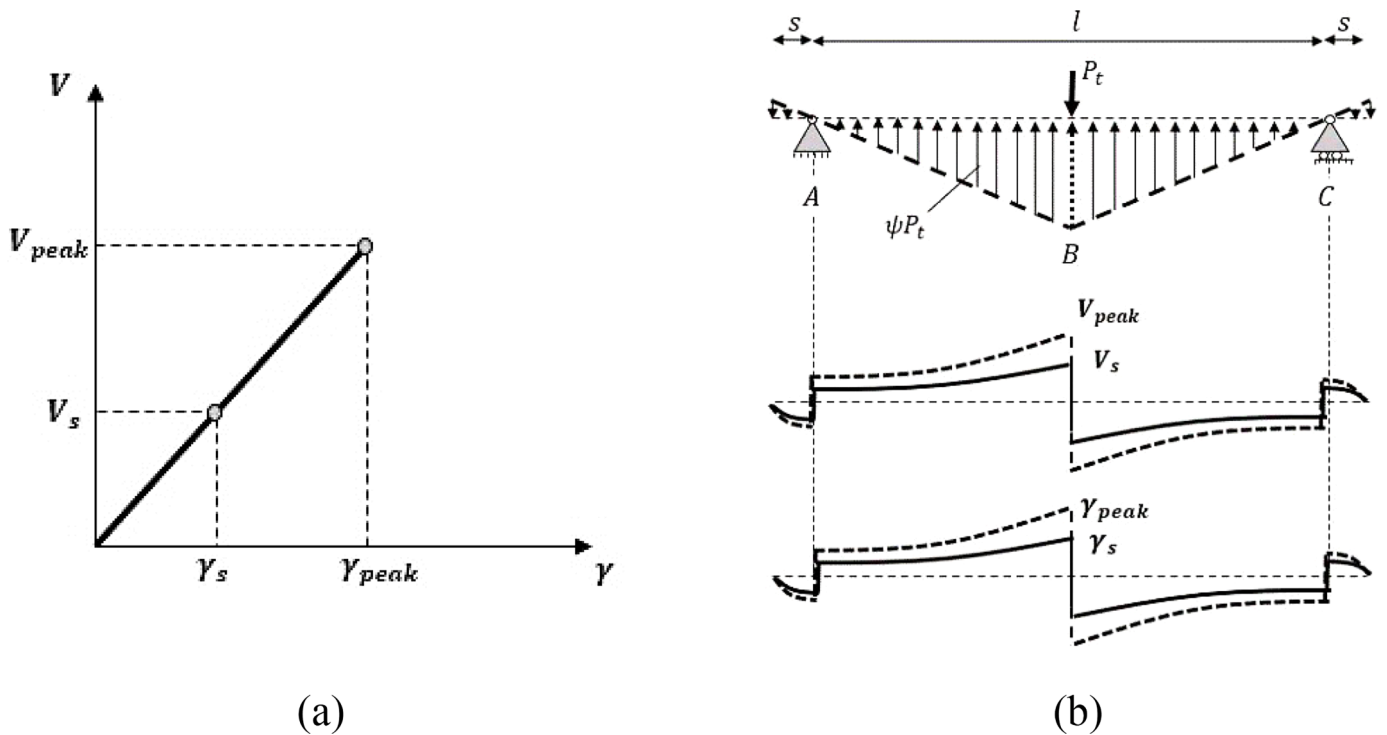 V
V_peak
V_s
γ_s
γ_peak
γ
(a)
s
l
s
P_t
A
C
ψP_t
B
V_peak
V_s
γ_peak
γ_s
(b)